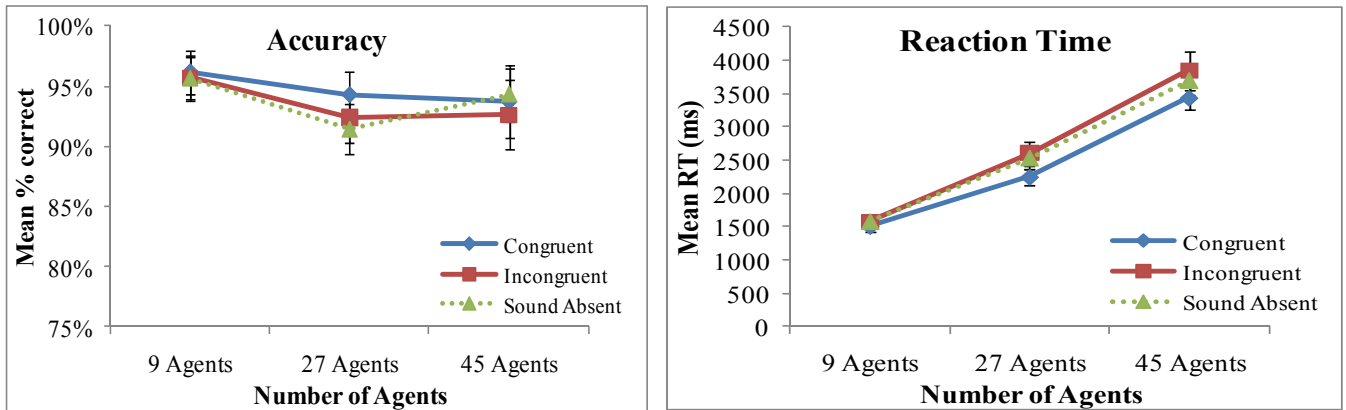 Accuracy
100%
95%
90%
85%
80%
75%
Mean % correct
Congruent
Incongruent
Sound Absent
9 Agents
27 Agents
45 Agents
Number of Agents
Reaction Time
4500
4000
3500
3000
2500
2000
1500
1000
500
0
Mean RT (ms)
Congruent
Incongruent
Sound Absent
9 Agents
27 Agents
45 Agents
Number of Agents